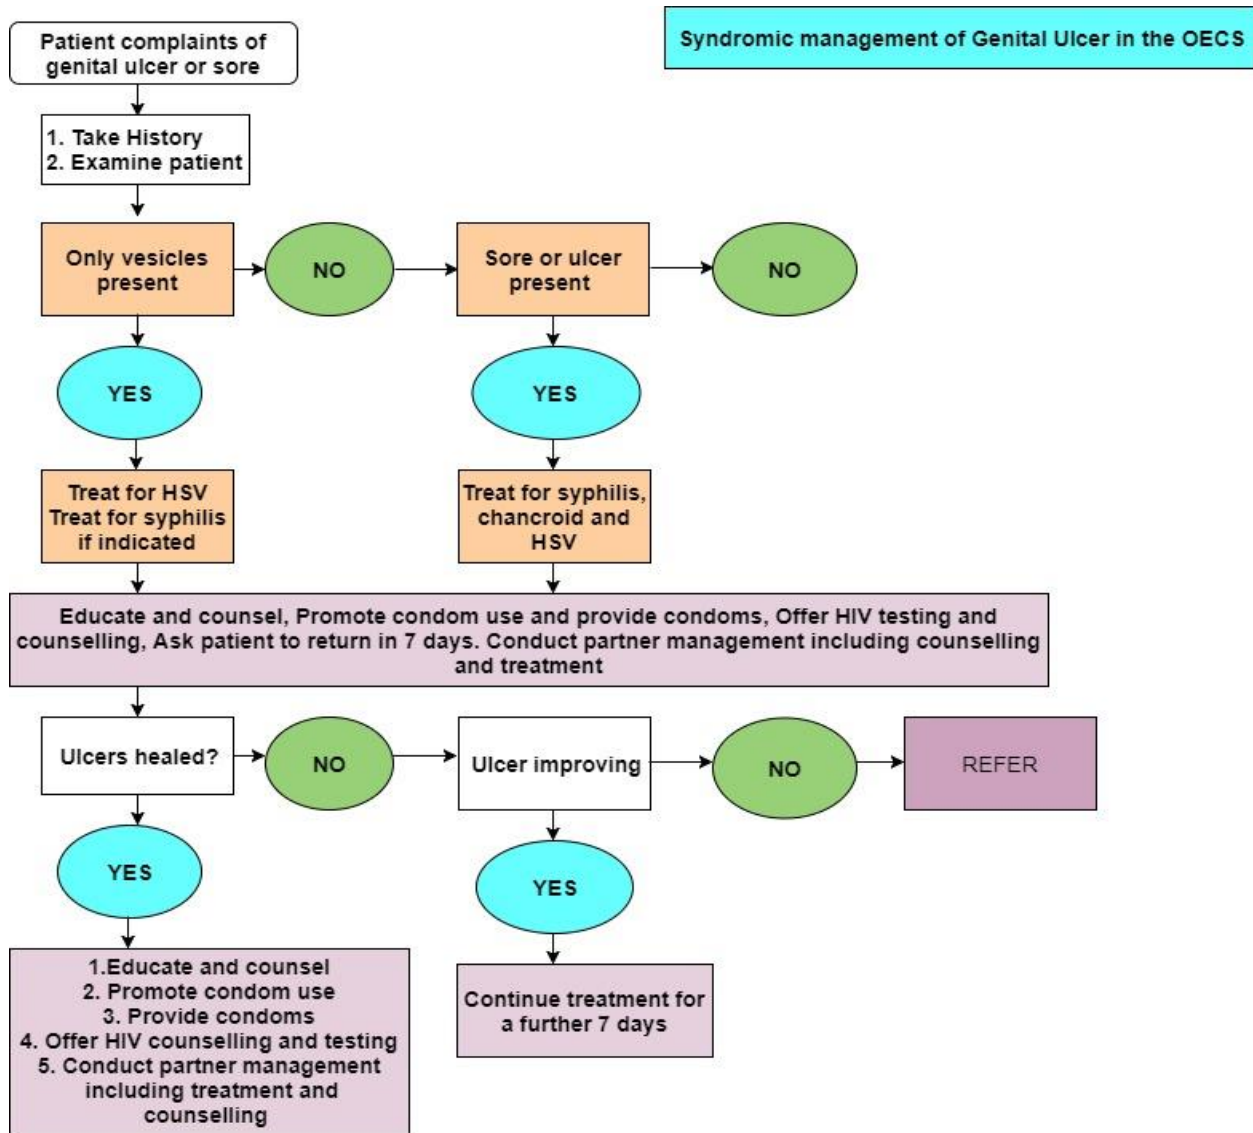 Patient complaints of
genital ulcer or sore
Syndromic management of Genital Ulcer in the OECS
1. Take History
2. Examine patient
Only vesicles
present
NO
Sore or ulcer
present
NO
YES
YES
Treat for HSV
Treat for syphilis
if indicated
Treat for syphilis,
chancroid and
HSV
Educate and counsel, Promote condom use and provide condoms, Offer HIV testing and
counselling, Ask patient to return in 7 days. Conduct partner management including counselling
and treatment
Ulcers healed?
NO
Ulcer improving
NO
REFER
YES
YES
1.Educate and counsel
2. Promote condom use
3. Provide condoms
4. Offer HIV counselling and testing
5. Conduct partner management
including treatment and
counselling
Continue treatment for
a further 7 days